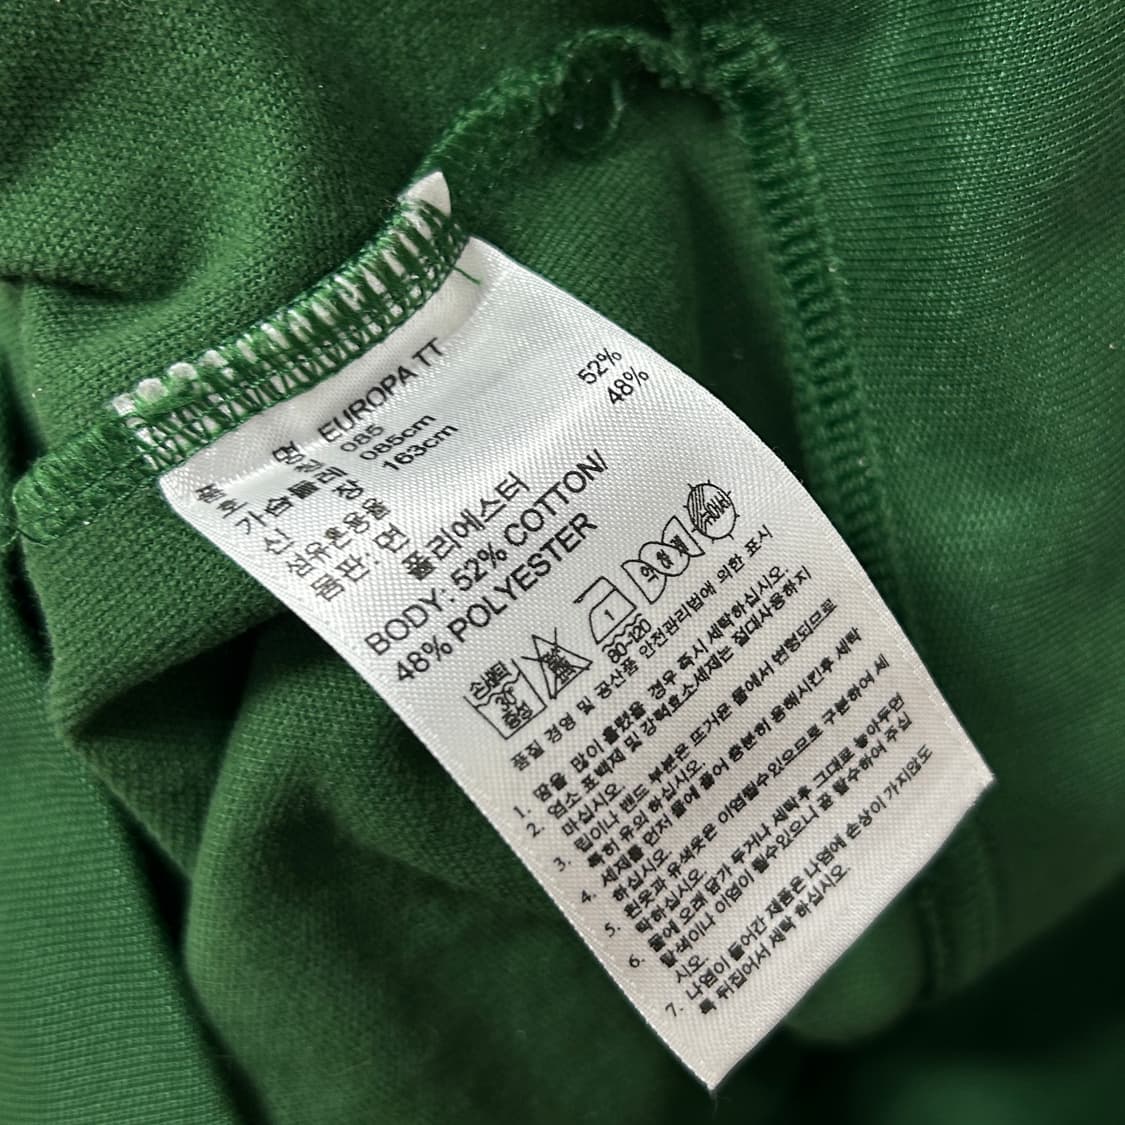 품 명 EUROPA TT
호 칭 085
가슴둘레 085cm
신 장 163cm
섬유혼용율
몸판: 면 52%
폴리에스터 48%
BODY: 52% COTTON/
48% POLYESTER
손세탁 약30℃ 중성
1
80~120
약하게
드라이
품질 경영 및 공산품 안전관리법에 의한 표시
1. 땀을 많이 흘렸을 경우 즉시 세탁하십시오.
2. 염소 표백제 및 강력효소세제는 절대사용하지
마십시오.
3. 립이나 밴드 부분은 뜨거운 물에서 변형되므로
특히 유의 하십시오.
4. 세제를 먼저 물에 풀어 충분히 용해시킨후 세탁
하십시오.
5. 흰옷과 유색옷은 이염될수있으므로 구분하여 세
탁하십시오.
6. 물에 오래 담가 두거나 세탁후 그대로 놓아두면
탈색이나 이염이 될수있으니 곧 탈수하여 주십
시오.
7. 나염이 들어간 제품은 나염에 손상이 가지않도
록 뒤집어서 세탁 하십시오.